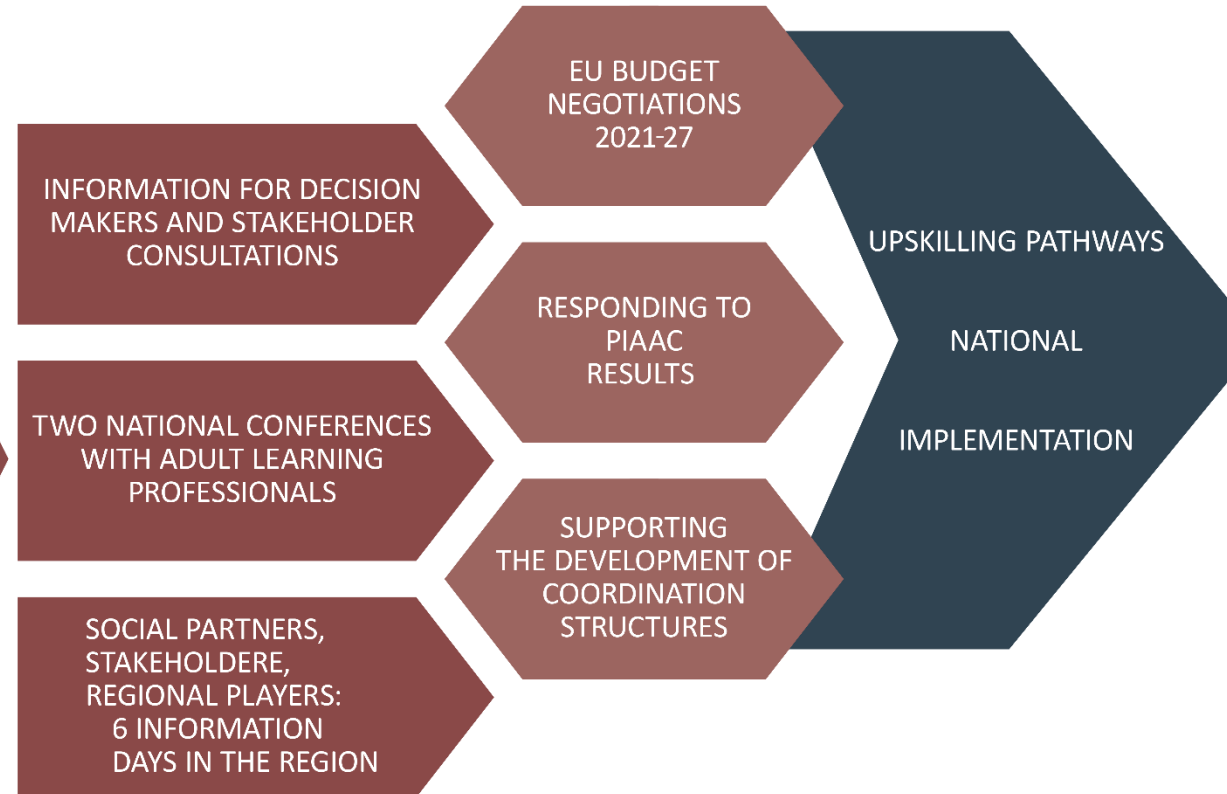 INFORMATION FOR DECISION
MAKERS AND STAKEHOLDER
CONSULTATIONS
TWO NATIONAL CONFERENCES
WITH ADULT LEARNING
PROFESSIONALS
SOCIAL PARTNERS,
STAKEHOLDERE,
REGIONAL PLAYERS:
6 INFORMATION
DAYS IN THE REGION
EU BUDGET
NEGOTIATIONS
2021-27
RESPONDING TO
PIAAC
RESULTS
SUPPORTING
THE DEVELOPMENT OF
COORDINATION
STRUCTURES
UPSKILLING PATHWAYS
NATIONAL
IMPLEMENTATION